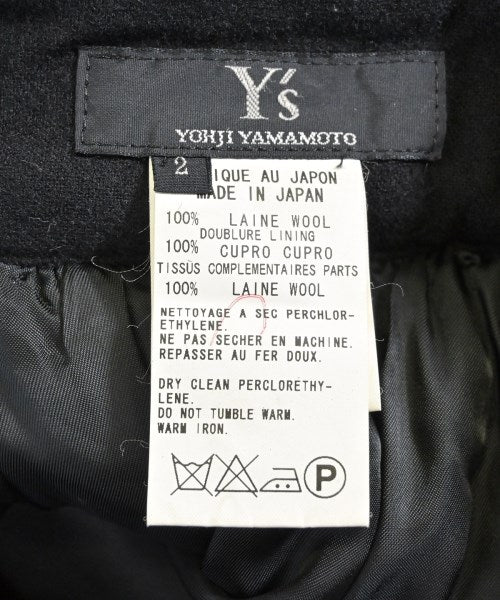 Y's
YOHJI YAMAMOTO
2
IQUE AU JAPON
MADE IN JAPAN
100% LAINE WOOL
DOUBLURE LINING
100% CUPRO CUPRO
TISSÙS COMPLEMENTAIRES PARTS
100% LAINE WOOL
NETTOYAGE A SEC PERCHLOR-
ETHYLENE.
NE PAS SECHER EN MACHINE.
REPASSER AU FER DOUX.
DRY CLEAN PERCLORETHY-
LENE.
DO NOT TUMBLE WARM.
WARM IRON.
P